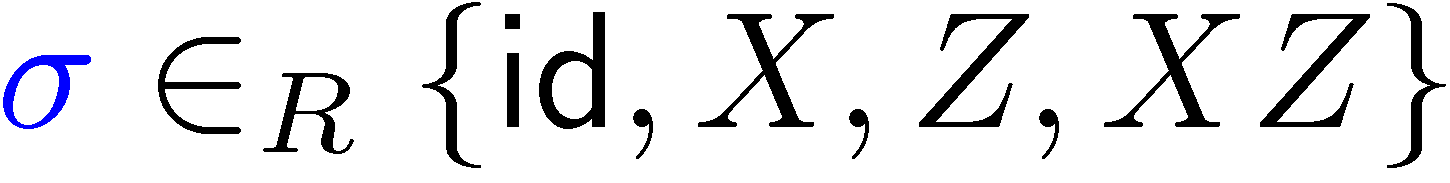 σ ∈_R {id, X, Z, XZ}